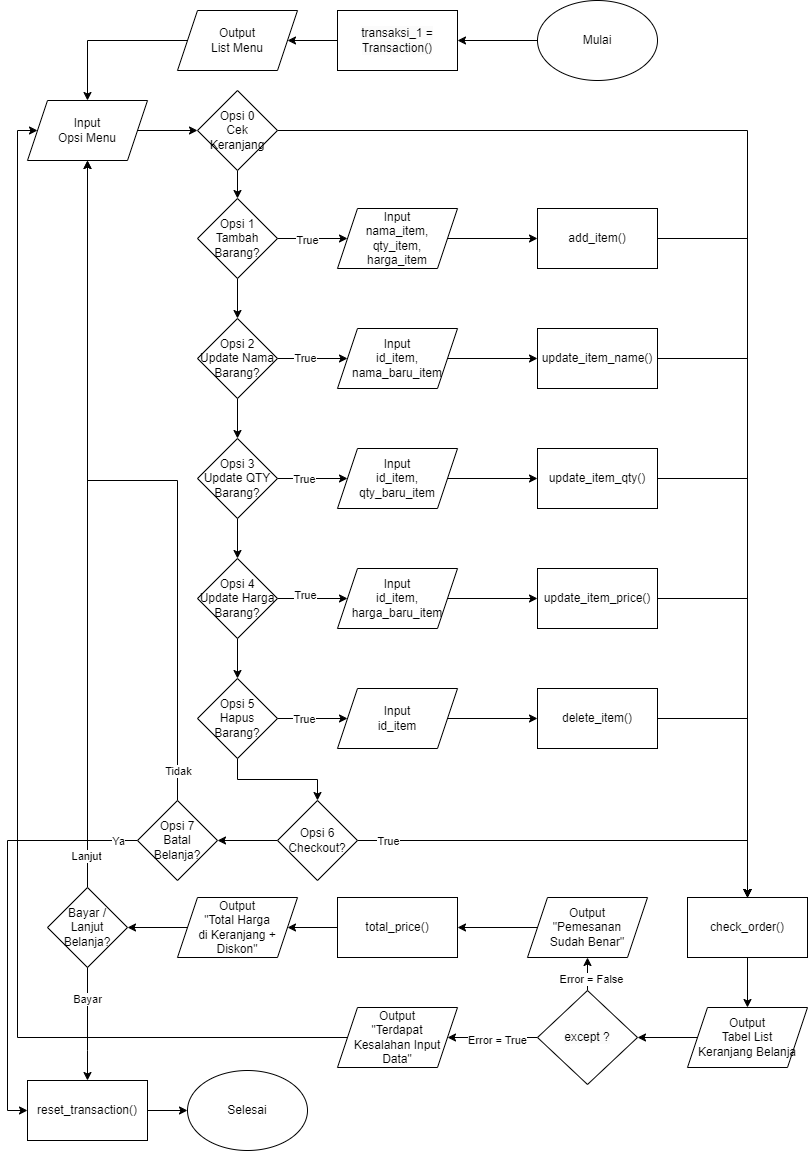 Mulai
transaksi_1 =
Transaction()
Output
List Menu
Input
Opsi Menu
Opsi 0
Cek
Keranjang
Opsi 1
Tambah
Barang?
True
Input
nama_item,
qty_item,
harga_item
add_item()
Opsi 2
Update Nama
Barang?
True
Input
id_item,
nama_baru_item
update_item_name()
Opsi 3
Update QTY
Barang?
True
Input
id_item,
qty_baru_item
update_item_qty()
Opsi 4
Update Harga
Barang?
True
Input
id_item,
harga_baru_item
update_item_price()
Opsi 5
Hapus
Barang?
True
Input
id_item
delete_item()
Opsi 6
Checkout?
True
Opsi 7
Batal
Belanja?
Tidak
Ya
check_order()
Output
Tabel List
Keranjang Belanja
except ?
Error = True
Output
"Terdapat
Kesalahan Input
Data"
Error = False
Output
"Pemesanan
Sudah Benar"
total_price()
Output
"Total Harga
di Keranjang +
Diskon"
Bayar /
Lanjut
Belanja?
Lanjut
Bayar
reset_transaction()
Selesai